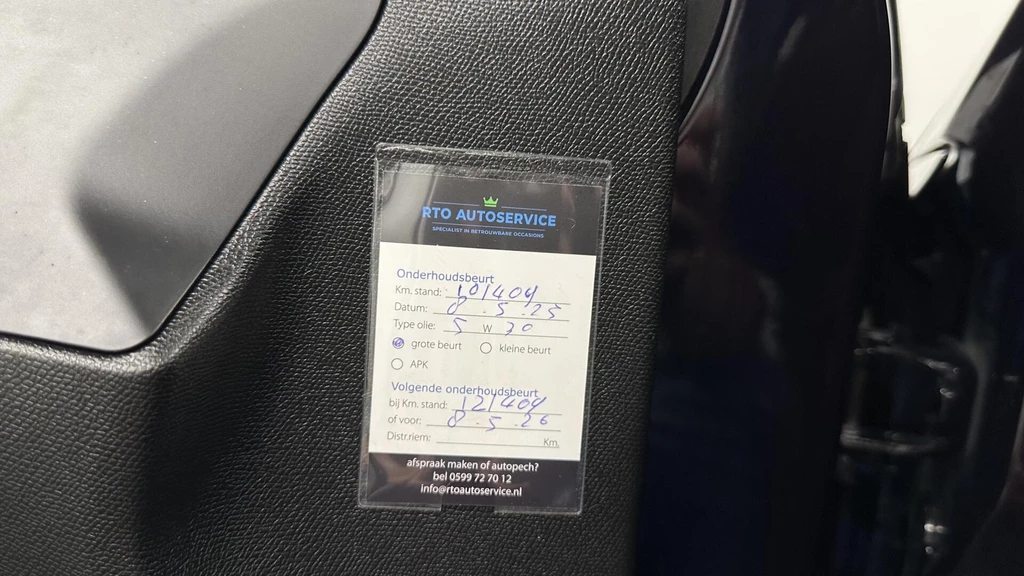 RTO AUTOSERVICE
SPECIALIST IN BETROUWBARE OCCASIONS
Onderhoudsbeurt
Km. stand: 101404
Datum: 8.5.25
Type olie: 5 W 30
grote beurt kleine beurt
APK
Volgende onderhoudsbeurt
bij Km. stand: 121404
of voor: 8.5.26
Distr.riem: Km.
afspraak maken of autopech?
bel 0599 72 70 12
info@rtoautoservice.nl